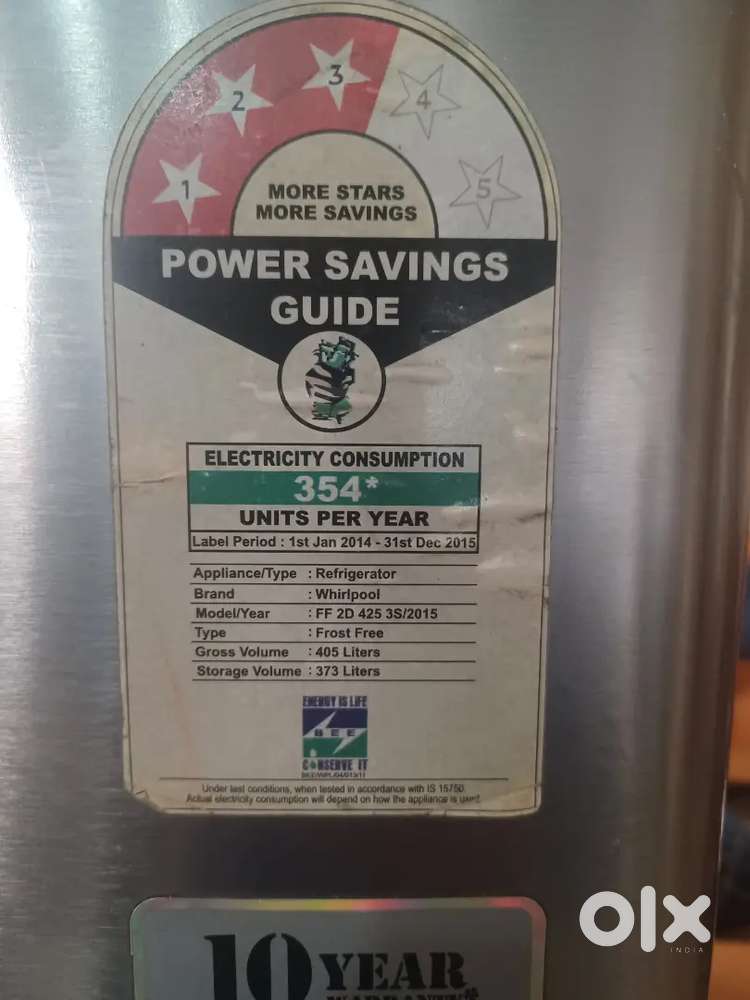 1 2 3 4 5
MORE STARS
MORE SAVINGS
POWER SAVINGS
GUIDE
ELECTRICITY CONSUMPTION
354*
UNITS PER YEAR
Label Period : 1st Jan 2014 - 31st Dec 2015
Appliance/Type : Refrigerator
Brand : Whirlpool
Model/Year : FF 2D 425 3S/2015
Type : Frost Free
Gross Volume : 405 Liters
Storage Volume : 373 Liters
ENERGY IS LIFE
BEE
CONSERVE IT
Under test conditions, when tested in accordance with IS 15750.
Actual electricity consumption will depend on how the appliance is used.
10 YEAR
WARRANTY
olx
INDIA